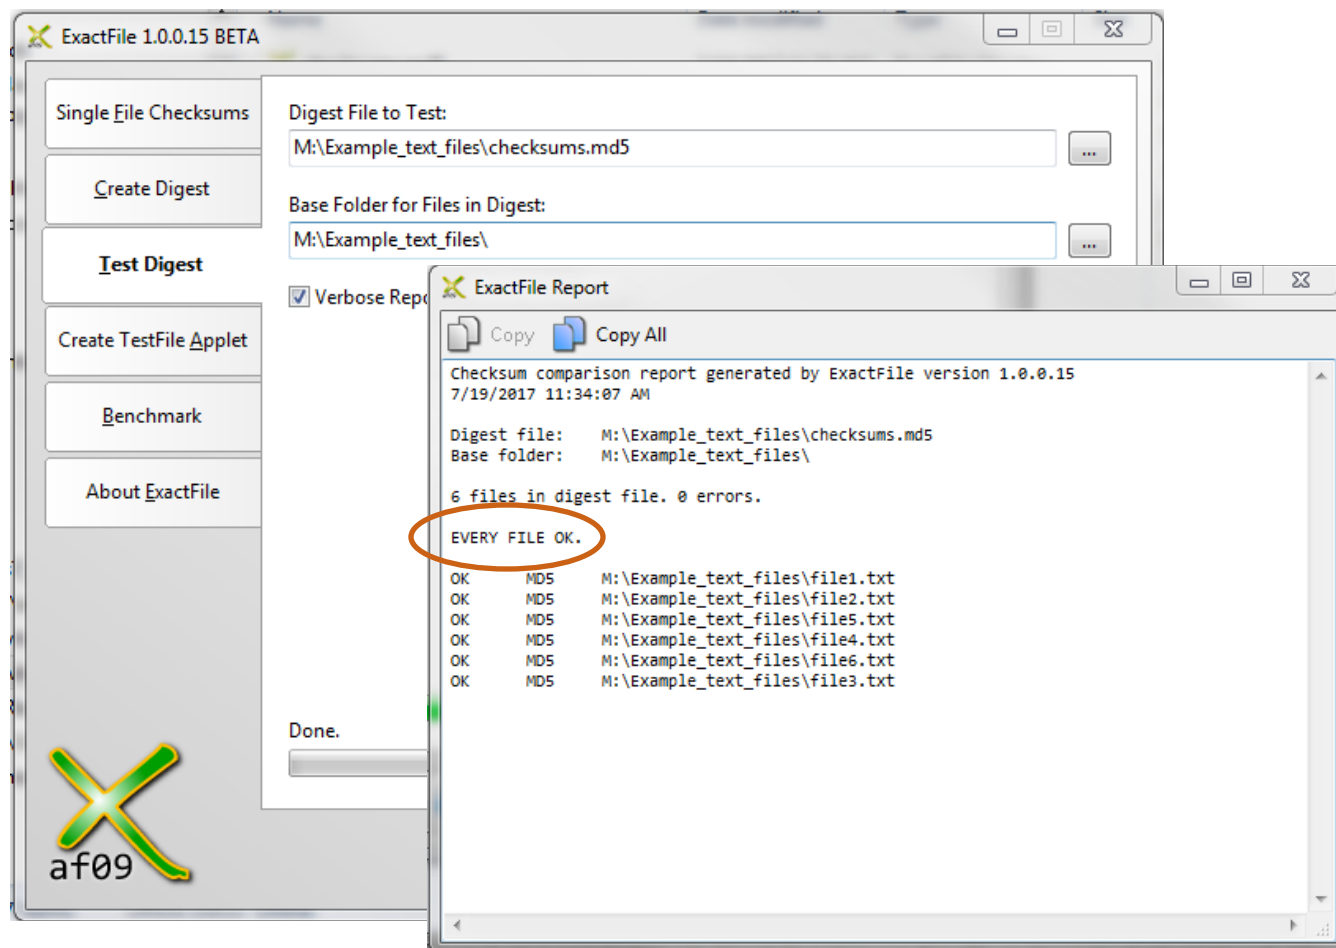 ExactFile 1.0.0.15 BETA
Single File Checksums
Create Digest
Test Digest
Create TestFile Applet
Benchmark
About ExactFile
Digest File to Test:
M:\Example_text_files\checksums.md5
...
Base Folder for Files in Digest:
M:\Example_text_files\
...
Verbose
Done.
af09
ExactFile Report
Copy
Copy All
Checksum comparison report generated by ExactFile version 1.0.0.15
7/19/2017 11:34:07 AM
Digest file: M:\Example_text_files\checksums.md5
Base folder: M:\Example_text_files\
6 files in digest file. 0 errors.
EVERY FILE OK.
OK MD5 M:\Example_text_files\file1.txt
OK MD5 M:\Example_text_files\file2.txt
OK MD5 M:\Example_text_files\file5.txt
OK MD5 M:\Example_text_files\file4.txt
OK MD5 M:\Example_text_files\file6.txt
OK MD5 M:\Example_text_files\file3.txt